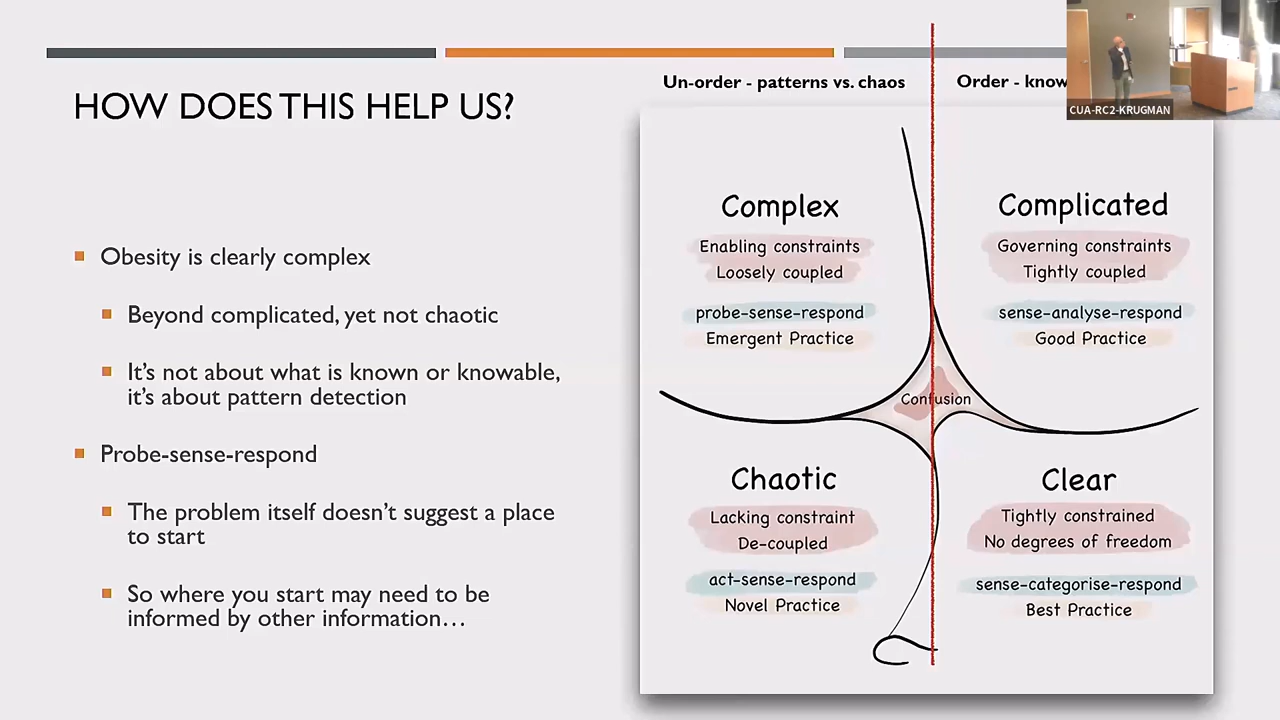 HOW DOES THIS HELP US?
Obesity is clearly complex
Beyond complicated, yet not chaotic
It’s not about what is known or knowable,
it’s about pattern detection
Probe-sense-respond
The problem itself doesn’t suggest a place
to start
So where you start may need to be
informed by other information…
Un-order - patterns vs. chaos
Order - know
CUA-RC2-KRUGMAN
Complex
Enabling constraints
Loosely coupled
probe-sense-respond
Emergent Practice
Complicated
Governing constraints
Tightly coupled
sense-analyse-respond
Good Practice
Confusion
Chaotic
Lacking constraint
De-coupled
act-sense-respond
Novel Practice
Clear
Tightly constrained
No degrees of freedom
sense-categorise-respond
Best Practice